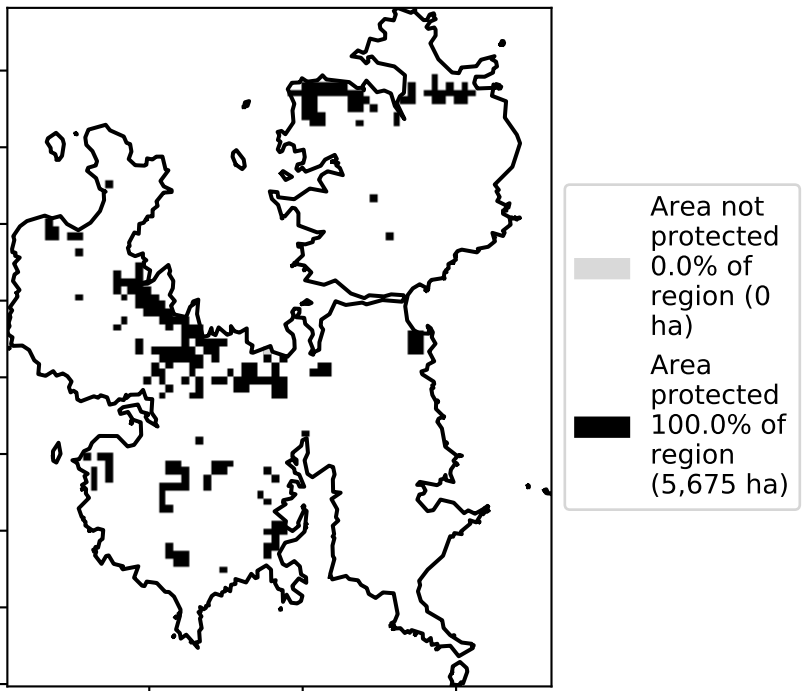 Area not
protected
0.0% of
region (0
ha)
Area
protected
100.0% of
region
(5,675 ha)